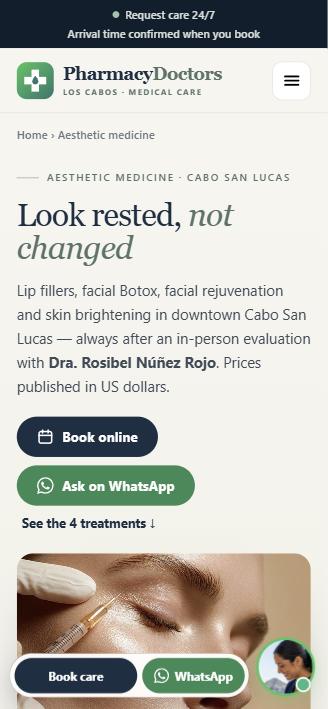 Request care 24/7
Arrival time confirmed when you book
PharmacyDoctors
LOS CABOS · MEDICAL CARE
Home › Aesthetic medicine
AESTHETIC MEDICINE · CABO SAN LUCAS
Look rested, not
changed
Lip fillers, facial Botox, facial rejuvenation
and skin brightening in downtown Cabo San
Lucas — always after an in-person evaluation
with Dra. Rosibel Núñez Rojo. Prices
published in US dollars.
Book online
Ask on WhatsApp
See the 4 treatments ↓
Book care
WhatsApp